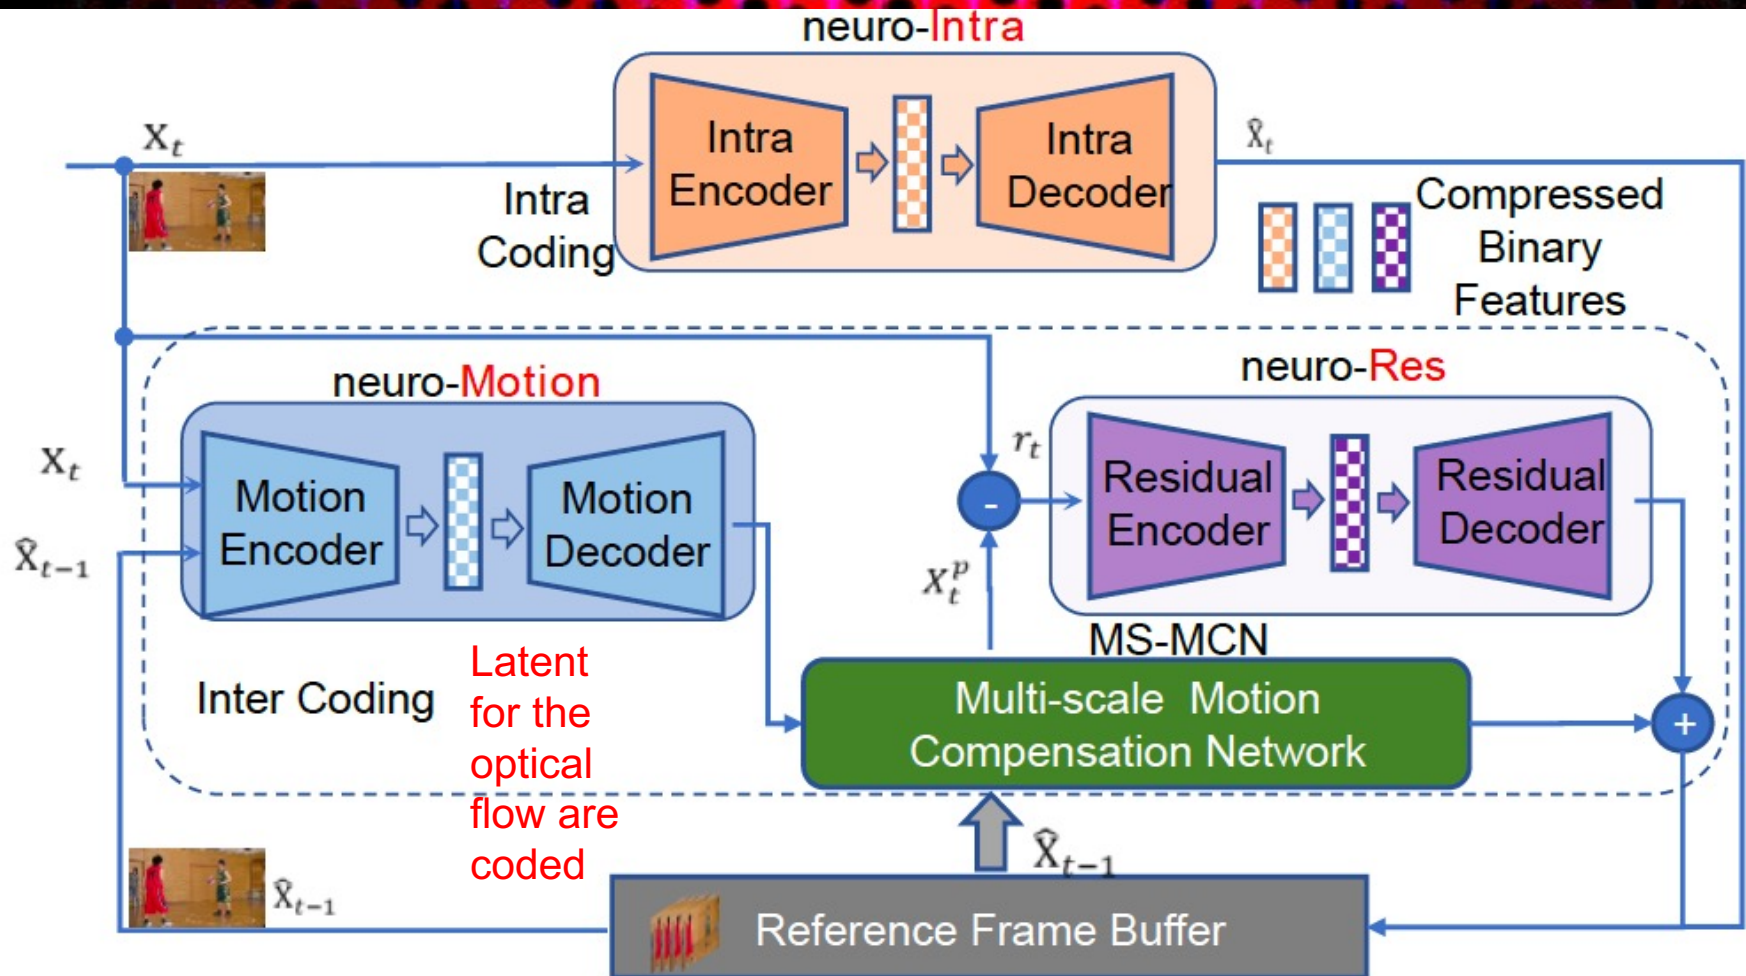 neuro-Intra
X_t
Intra
Encoder
Intra
Decoder
X̂_t
Intra
Coding
Compressed
Binary
Features
neuro-Motion
neuro-Res
X_t
X̂_{t-1}
Motion
Encoder
Motion
Decoder
r_t
-
X_t^p
Residual
Encoder
Residual
Decoder
MS-MCN
Inter Coding
Latent
for the
optical
flow are
coded
Multi-scale Motion
Compensation Network
+
X̂_{t-1}
X̂_{t-1}
Reference Frame Buffer